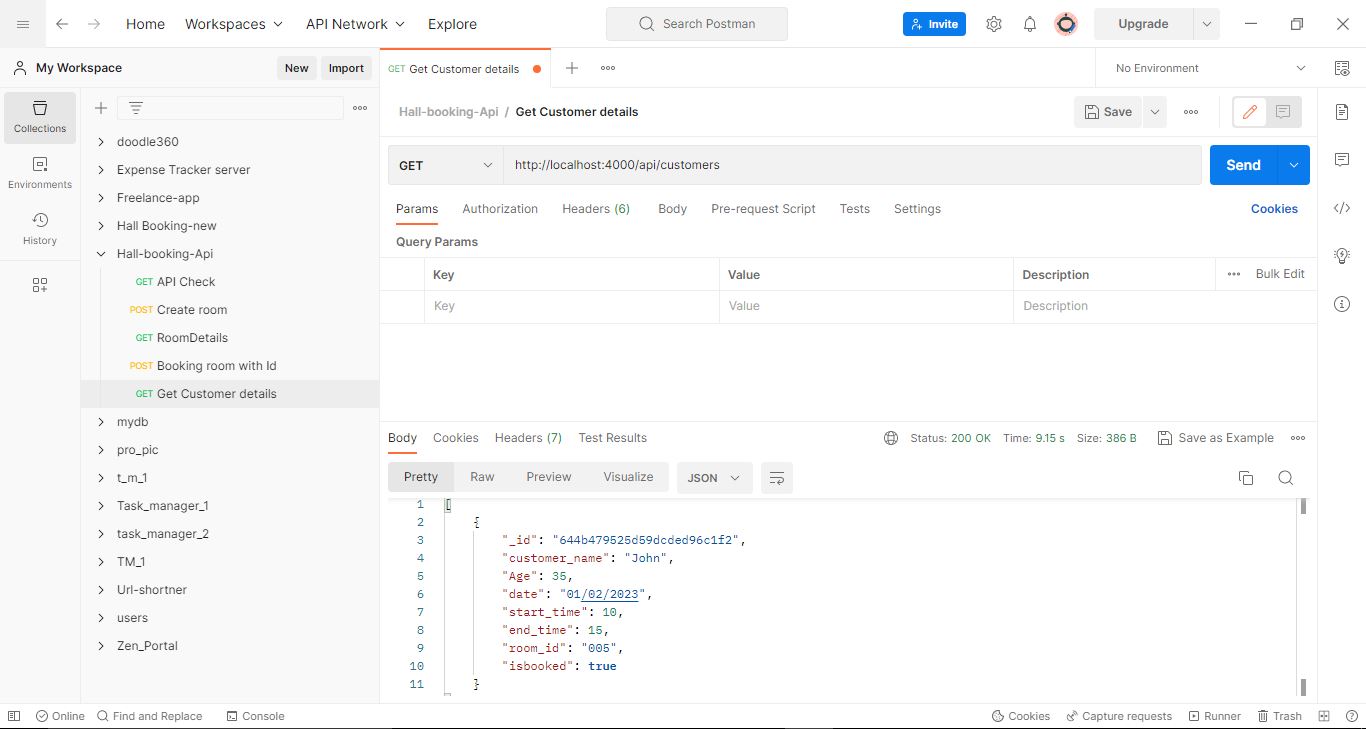 Home Workspaces API Network Explore Search Postman Invite Upgrade
My Workspace New Import GET Get Customer details No Environment
Collections
Environments
History
doodle360
Expense Tracker server
Freelance-app
Hall Booking-new
Hall-booking-Api
GET API Check
POST Create room
GET RoomDetails
POST Booking room with Id
GET Get Customer details
mydb
pro_pic
t_m_1
Task_manager_1
task_manager_2
TM_1
Url-shortner
users
Zen_Portal
Hall-booking-Api / Get Customer details Save
GET http://localhost:4000/api/customers Send
Params Authorization Headers (6) Body Pre-request Script Tests Settings Cookies
Query Params
Key Value Description Bulk Edit
Key Value Description
Body Cookies Headers (7) Test Results Status: 200 OK Time: 9.15 s Size: 386 B Save as Example
Pretty Raw Preview Visualize JSON
1 [
2 {
3 "_id": "644b479525d59dcded96c1f2",
4 "customer_name": "John",
5 "Age": 35,
6 "date": "01/02/2023",
7 "start_time": 10,
8 "end_time": 15,
9 "room_id": "005",
10 "isbooked": true
11 }
Online Find and Replace Console Cookies Capture requests Runner Trash